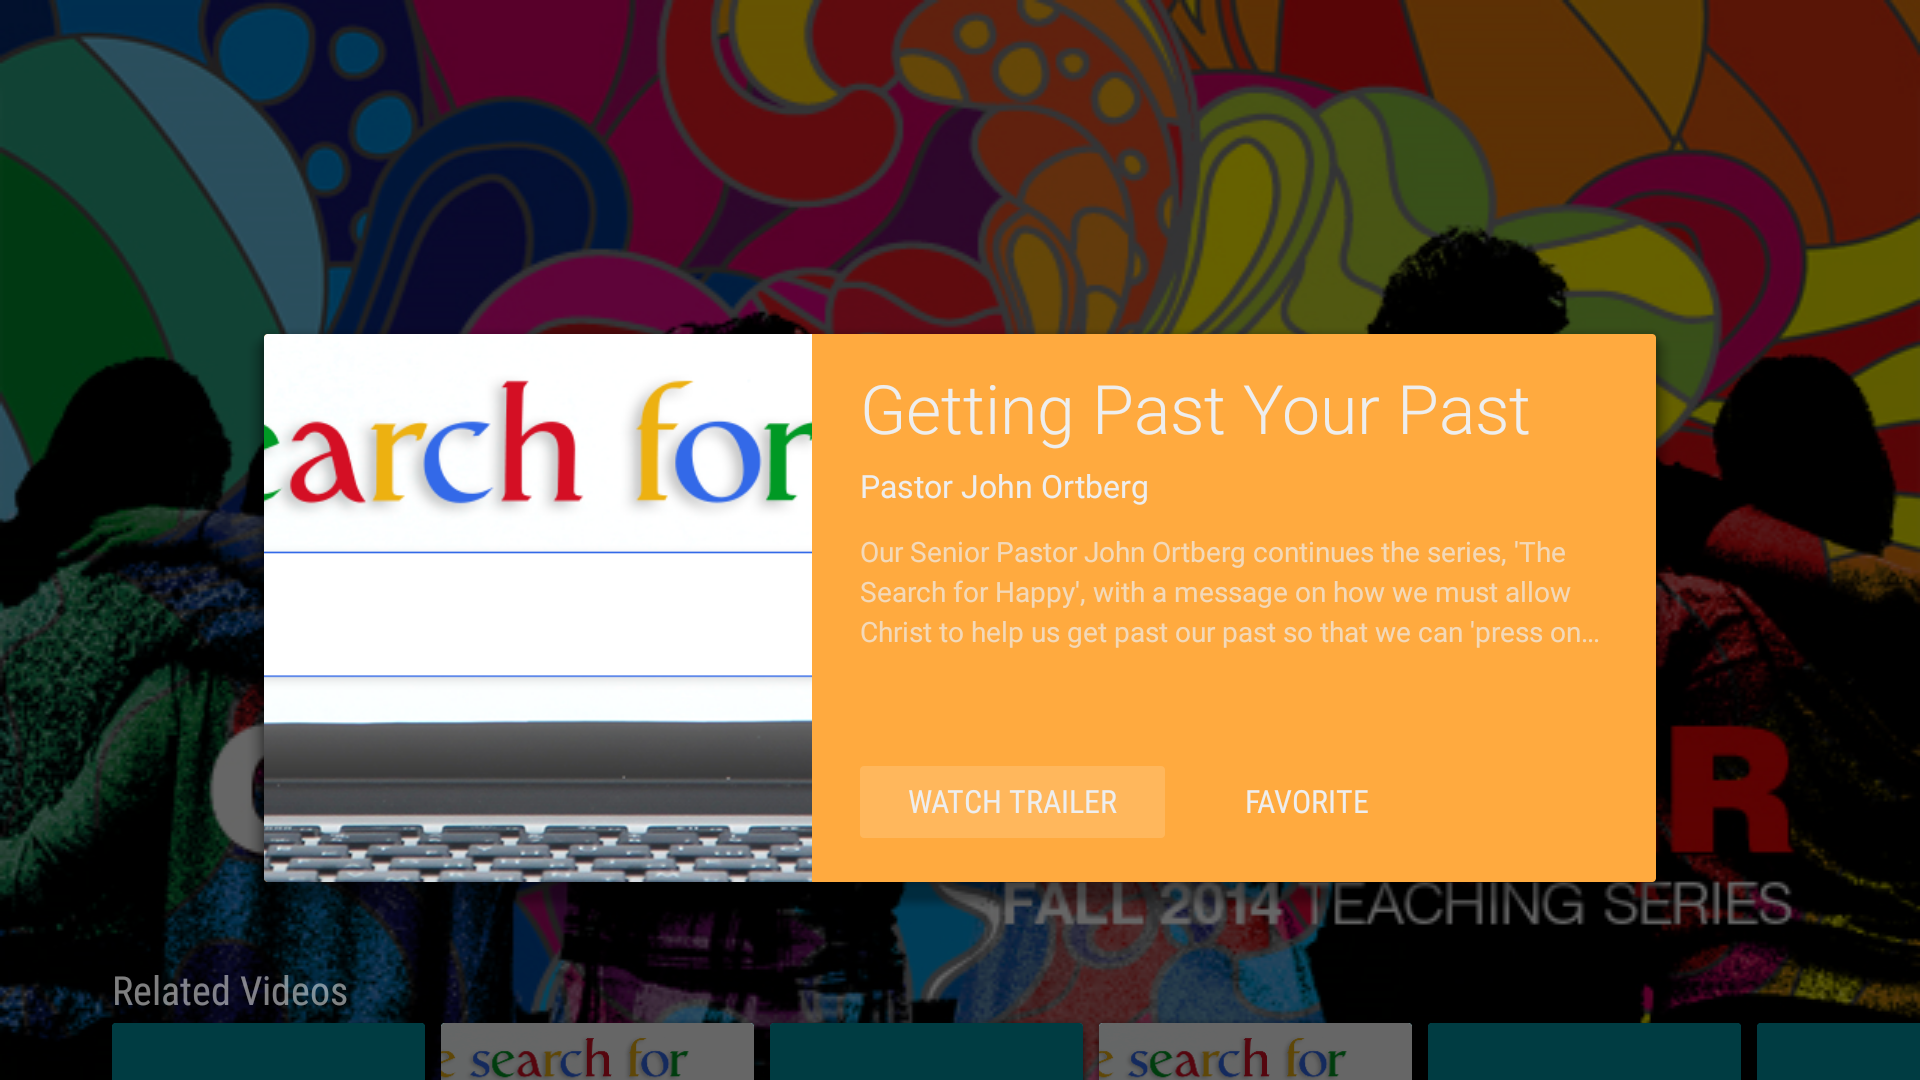 earch for
Getting Past Your Past
Pastor John Ortberg
Our Senior Pastor John Ortberg continues the series, 'The
Search for Happy', with a message on how we must allow
Christ to help us get past our past so that we can 'press on...
WATCH TRAILER
FAVORITE
R
FALL 2014 TEACHING SERIES
Related Videos
e search for
e search for